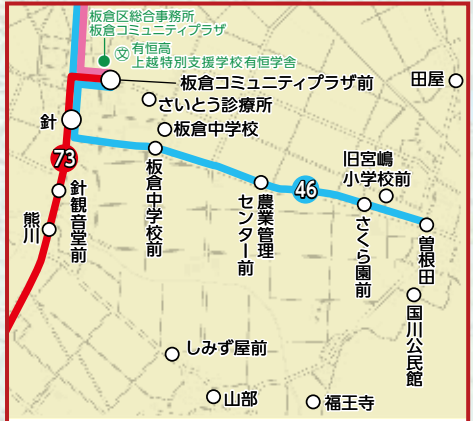 板倉区総合事務所
板倉コミュニティプラザ
文
有恒高
上越特別支援学校有恒学舎
板倉コミュニティプラザ前
田屋
さいとう診療所
針
板倉中学校
73
旧宮嶋
小学校前
46
針観音堂前
板倉中学校前
農業管理
センター前
さくら園前
曽根田
熊川
国川公民館
しみず屋前
山部
福王寺